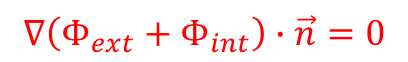 ∇(Φ_ext + Φ_int) · n⃗ = 0